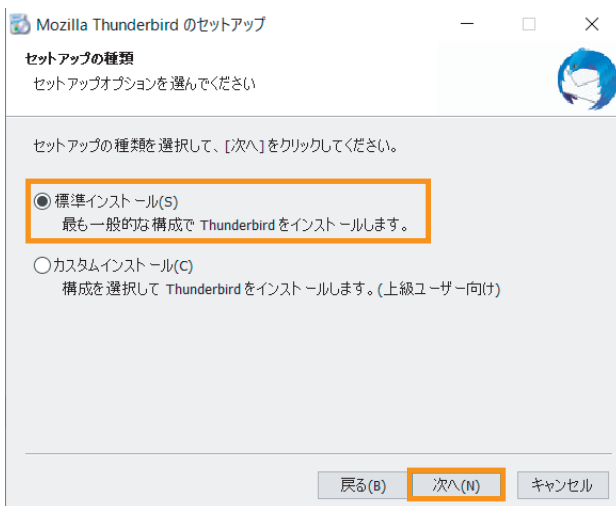 Mozilla Thunderbird のセットアップ
セットアップの種類
セットアップオプションを選んでください
セットアップの種類を選択して、[次へ]をクリックしてください。
標準インストール(S)
最も一般的な構成で Thunderbird をインストールします。
カスタムインストール(C)
構成を選択して Thunderbird をインストールします。(上級ユーザー向け)
戻る(B) 次へ(N) キャンセル